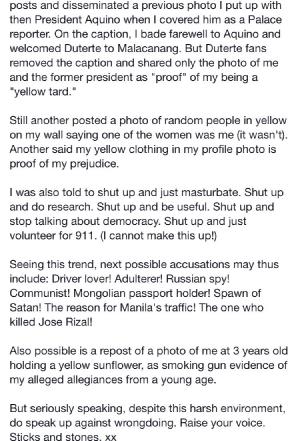 posts and disseminated a previous photo I put up with
then President Aquino when I covered him as a Palace
reporter. On the caption, I bade farewell to Aquino and
welcomed Duterte to Malacanang. But Duterte fans
removed the caption and shared only the photo of me
and the former president as "proof" of my being a
"yellow tard."
Still another posted a photo of random people in yellow
on my wall saying one of the women was me (it wasn't).
Another said my yellow clothing in my profile photo is
proof of my prejudice.
I was also told to shut up and just masturbate. Shut up
and do research. Shut up and be useful. Shut up and
stop talking about democracy. Shut up and just
volunteer for 911. (I cannot make this up!)
Seeing this trend, next possible accusations may thus
include: Driver lover! Adulterer! Russian spy!
Communist! Mongolian passport holder! Spawn of
Satan! The reason for Manila's traffic! The one who
killed Jose Rizal!
Also possible is a repost of a photo of me at 3 years old
holding a yellow sunflower, as smoking gun evidence of
my alleged allegiances from a young age.
But seriously speaking, despite this harsh environment,
do speak up against wrongdoing. Raise your voice.
Sticks and stones. xx